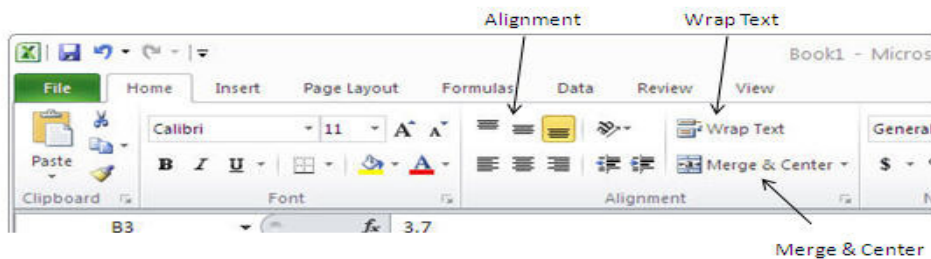 Alignment Wrap Text
Book1 - Micros
File Home Insert Page Layout Formulas Data Review View
Calibri 11 A A Wrap Text General
Paste B I U A Merge & Center $
Clipboard Font Alignment N
B3 fx 3.7
Merge & Center